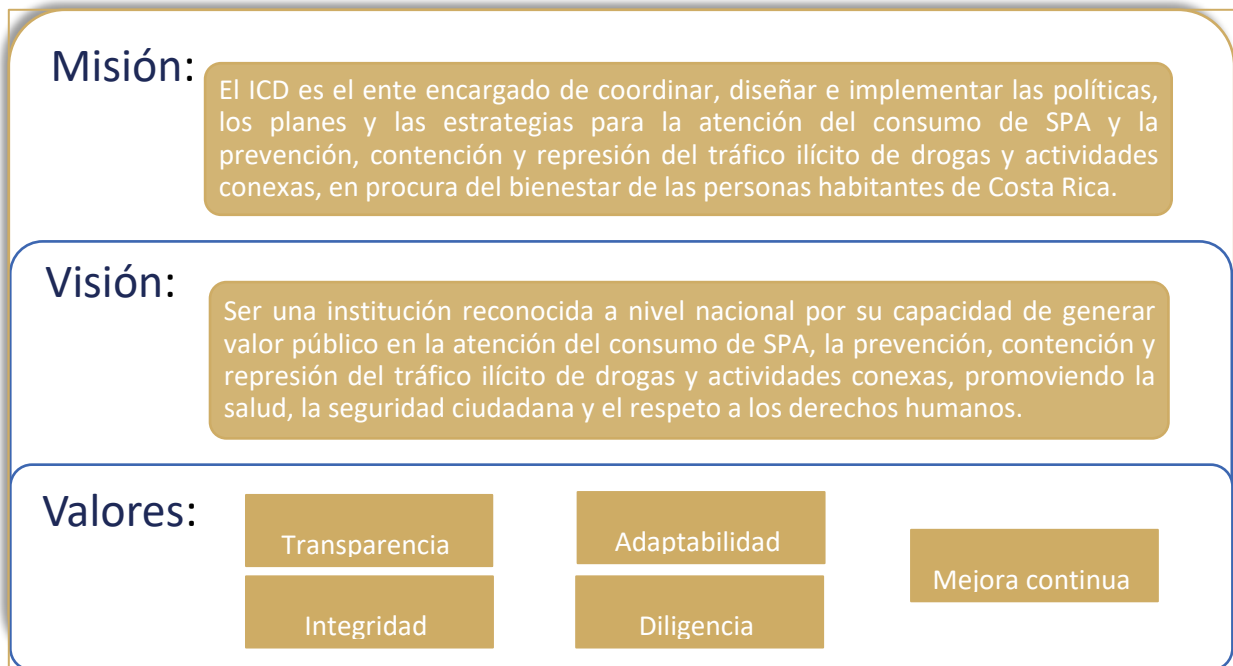 Misión:
El ICD es el ente encargado de coordinar, diseñar e implementar las políticas,
los planes y las estrategias para la atención del consumo de SPA y la
prevención, contención y represión del tráfico ilícito de drogas y actividades
conexas, en procura del bienestar de las personas habitantes de Costa Rica.
Visión:
Ser una institución reconocida a nivel nacional por su capacidad de generar
valor público en la atención del consumo de SPA, la prevención, contención y
represión del tráfico ilícito de drogas y actividades conexas, promoviendo la
salud, la seguridad ciudadana y el respeto a los derechos humanos.
Valores:
Transparencia
Adaptabilidad
Mejora continua
Integridad
Diligencia